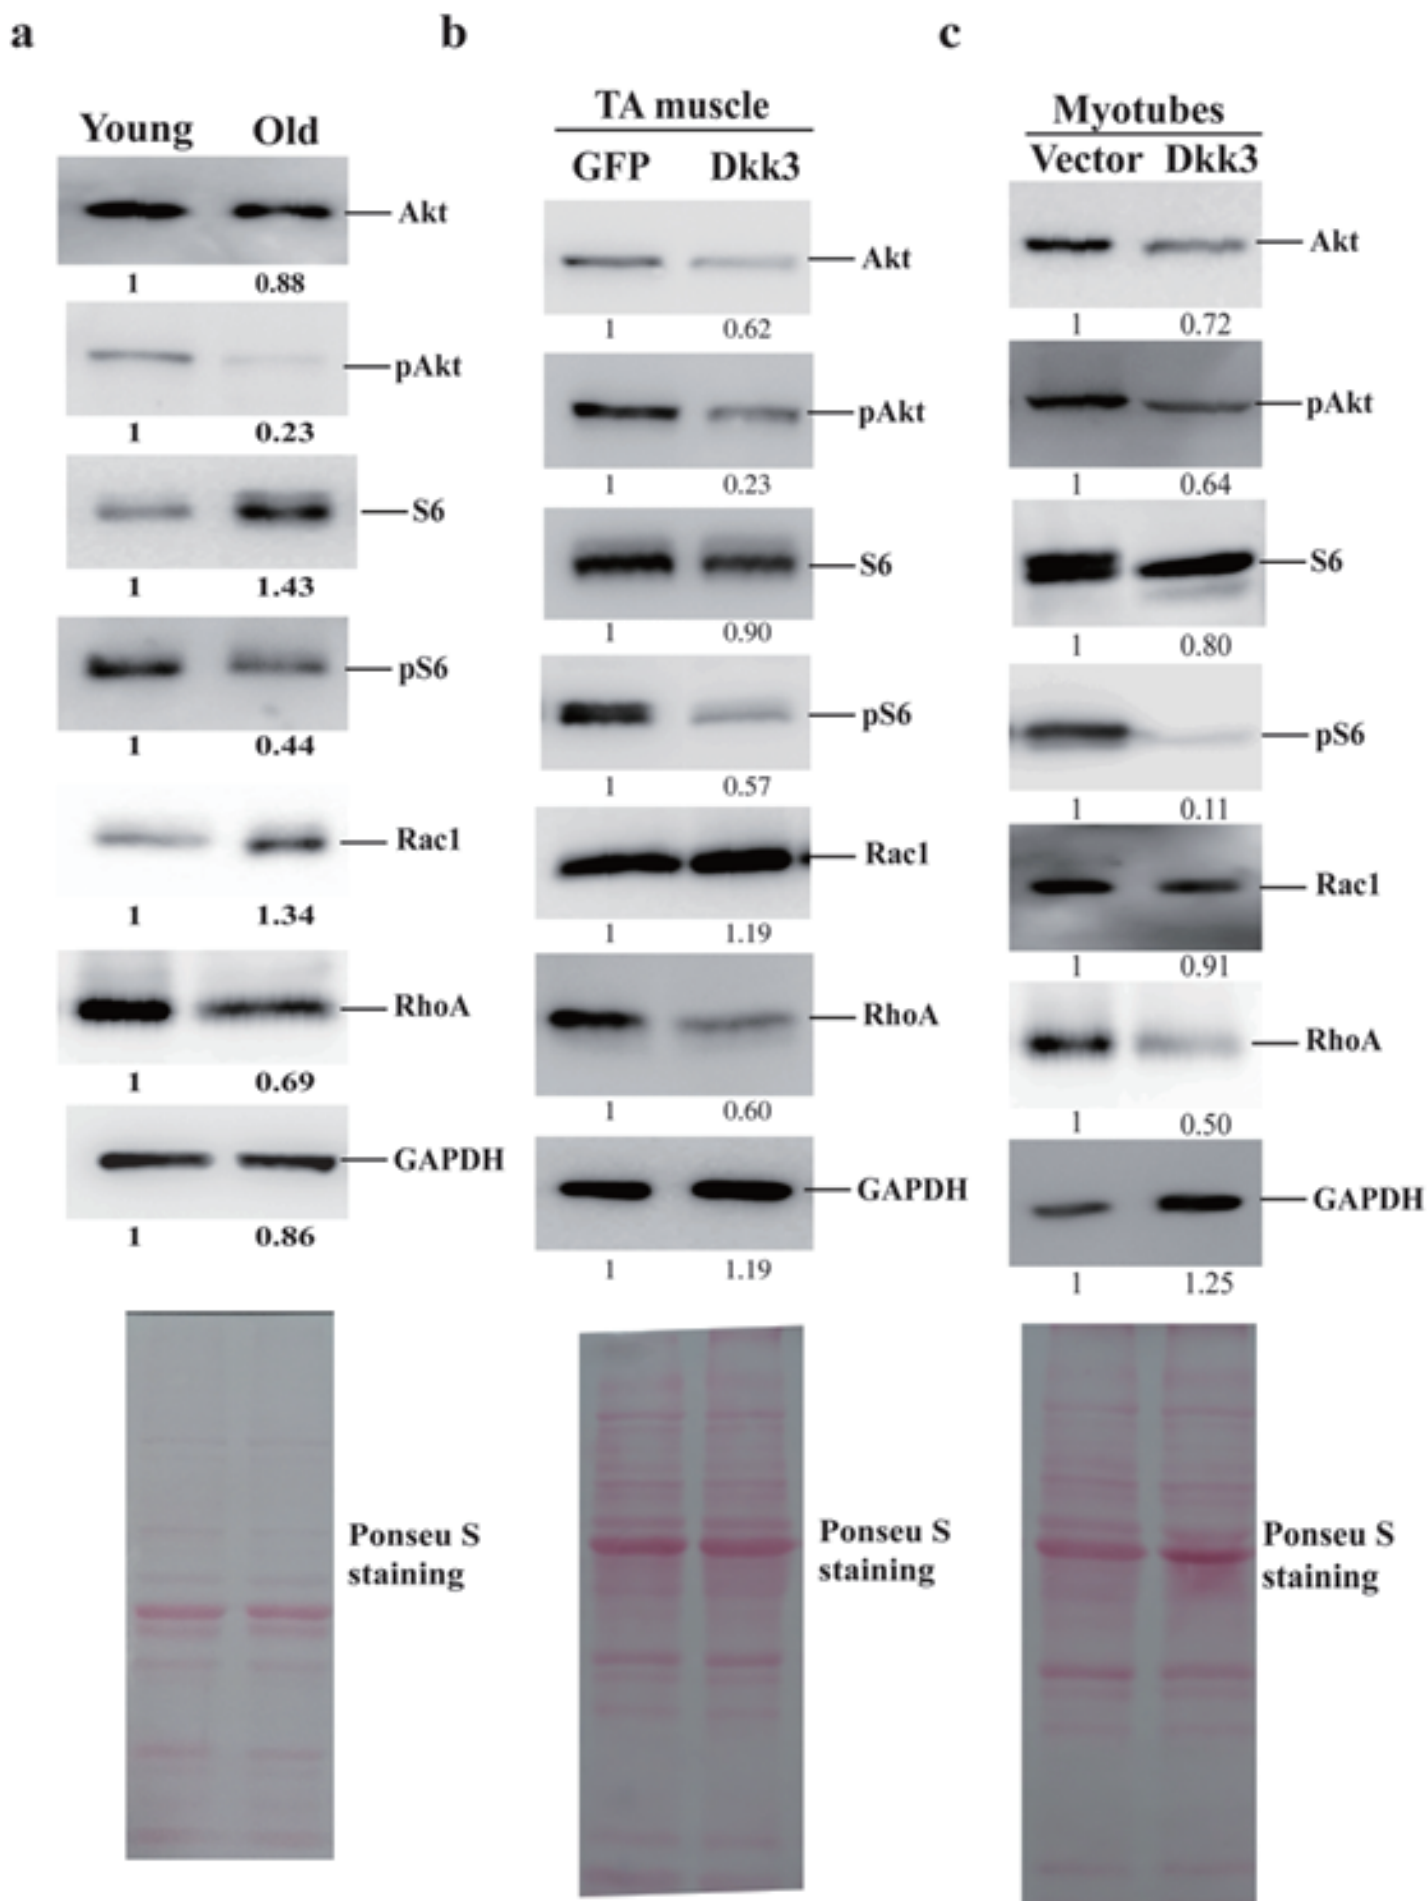 a
Young Old
Akt
1 0.88
pAkt
1 0.23
S6
1 1.43
pS6
1 0.44
Rac1
1 1.34
RhoA
1 0.69
GAPDH
1 0.86
Ponseu S
staining
b
TA muscle
GFP Dkk3
Akt
1 0.62
pAkt
1 0.23
S6
1 0.90
pS6
1 0.57
Rac1
1 1.19
RhoA
1 0.60
GAPDH
1 1.19
Ponseu S
staining
c
Myotubes
Vector Dkk3
Akt
1 0.72
pAkt
1 0.64
S6
1 0.80
pS6
1 0.11
Rac1
1 0.91
RhoA
1 0.50
GAPDH
1 1.25
Ponseu S
staining